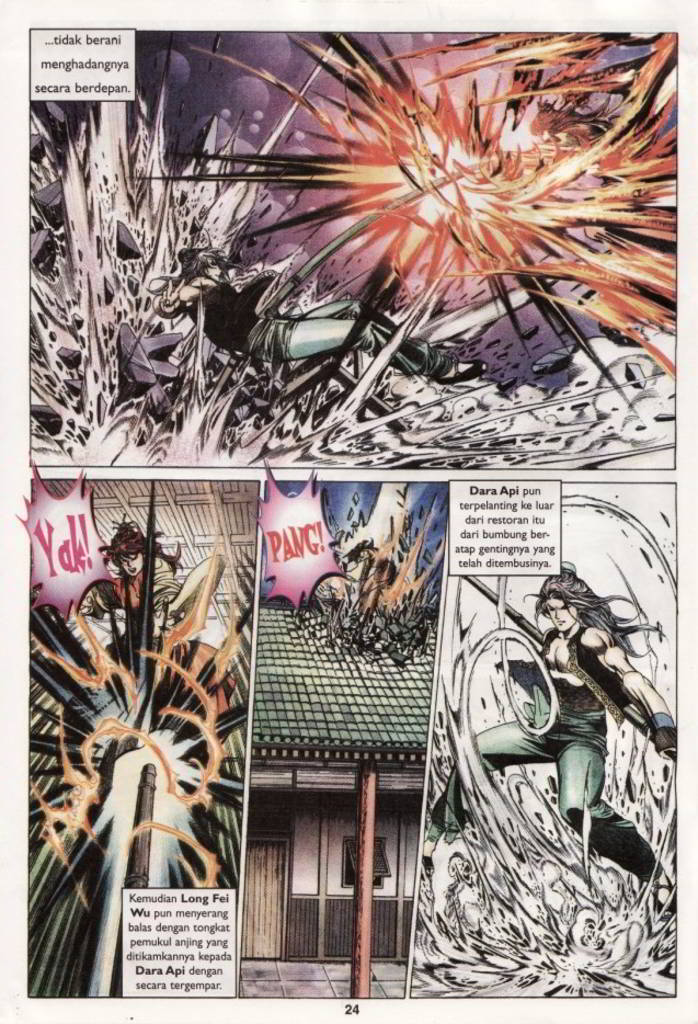 ...tidak berani
menghadangnya
secara berdepan.
Yak!
Kemudian Long Fei
Wu pun menyerang
balas dengan tongkat
pemukul anjing yang
ditikamkannya kepada
Dara Api dengan
secara tergempar.
PANG!
Dara Api pun
terpelanting ke luar
dari restoran itu
dari bumbung ber-
atap gentingnya yang
telah ditembusinya.
24